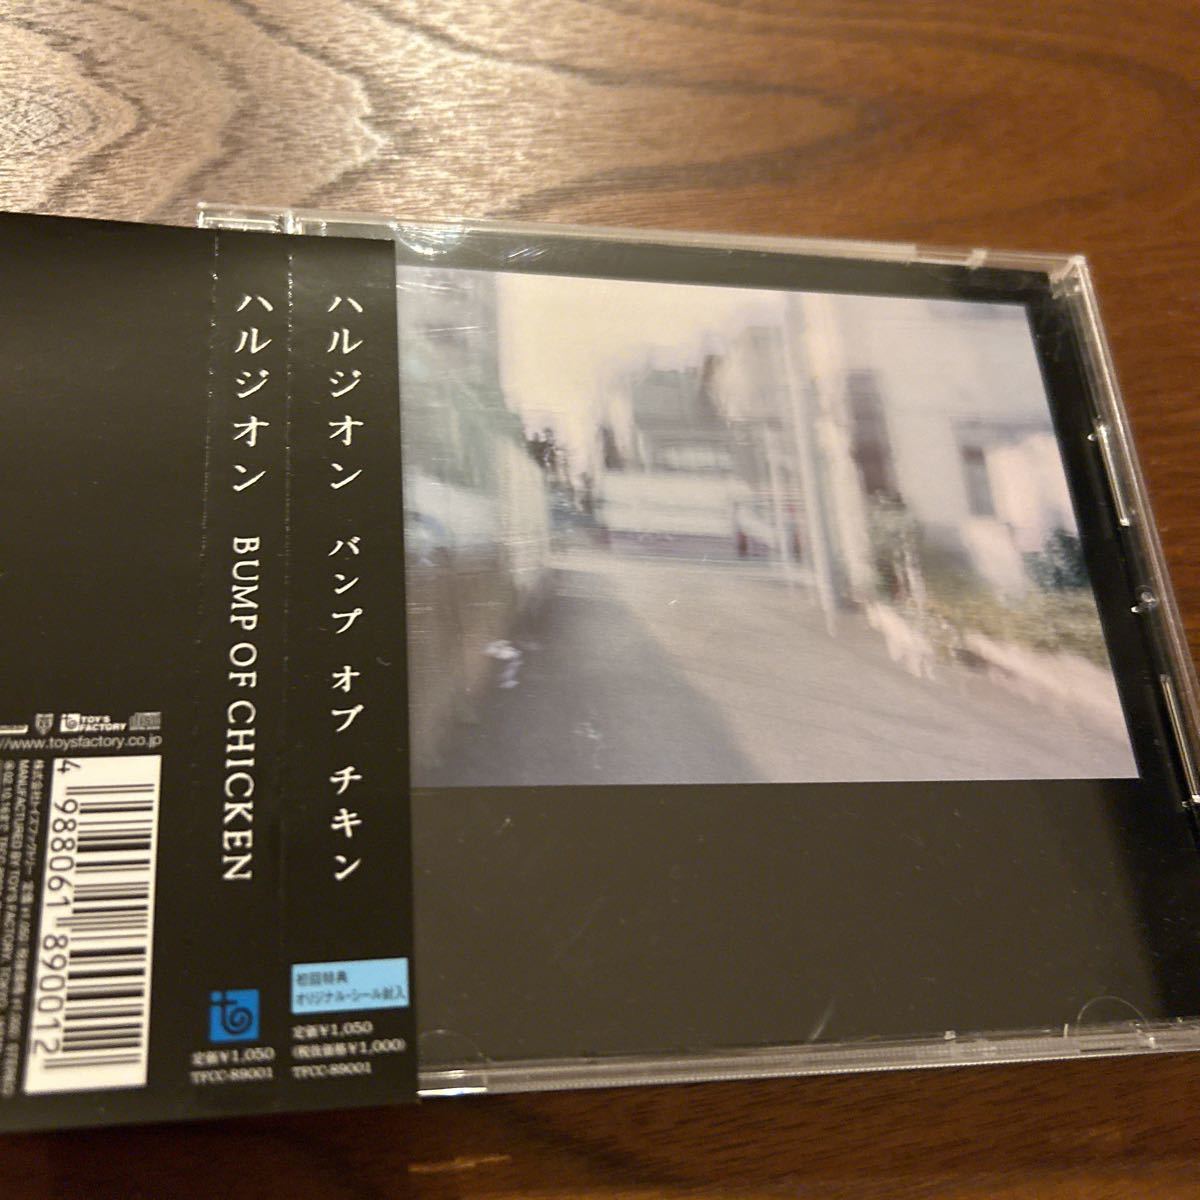 ハルジオン バンプ オブ チキン
初回特典
オリジナル・シール封入
定価¥1,050
(税抜価格¥1,000)
TFCC-89001
ハルジオン BUMP OF CHICKEN
定価¥1,050
TFCC-89001
TOY'S
FACTORY
//www.toysfactory.co.jp
4 988061 890012